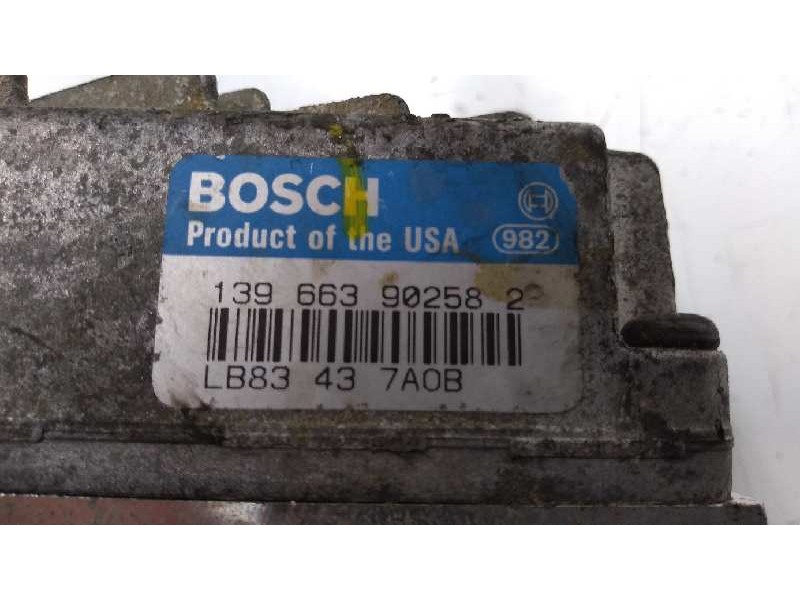 BOSCH
Product of the USA 982
139 663 90258 2
LB83 43 7A0B